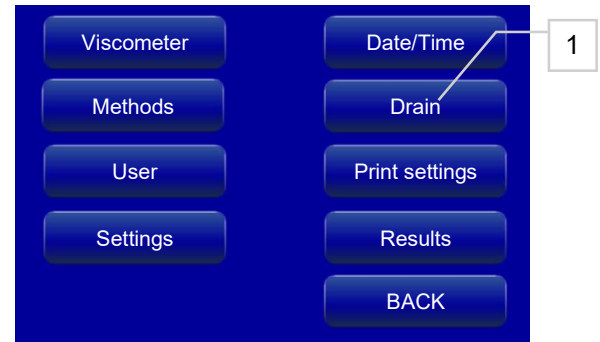 Viscometer
Date/Time
1
Methods
Drain
User
Print settings
Settings
Results
BACK